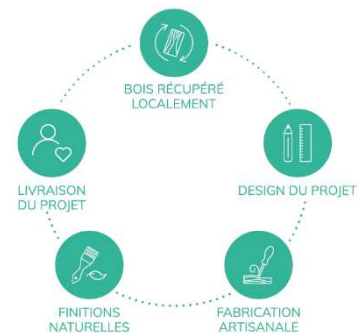 BOIS RÉCUPÉRÉ
LOCALEMENT
DESIGN DU PROJET
FABRICATION
ARTISANALE
FINITIONS
NATURELLES
LIVRAISON
DU PROJET